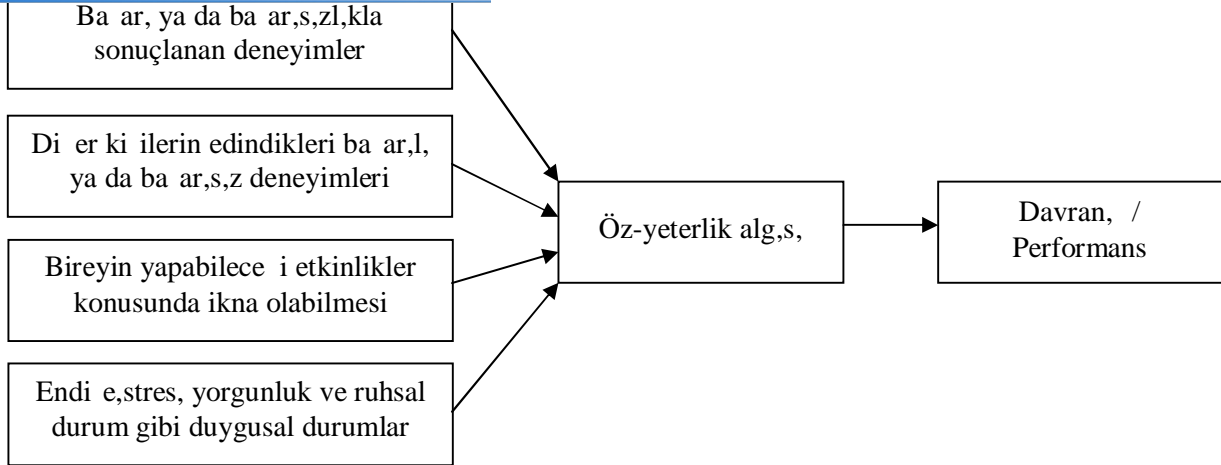 Ba ar, ya da ba ar,s,zl,kla
sonuçlanan deneyimler
Di er ki ilerin edindikleri ba ar,l,
ya da ba ar,s,z deneyimleri
Bireyin yapabilece i etkinlikler
konusunda ikna olabilmesi
Endi e,stres, yorgunluk ve ruhsal
durum gibi duygusal durumlar
Öz-yeterlik alg,s,
Davran, /
Performans